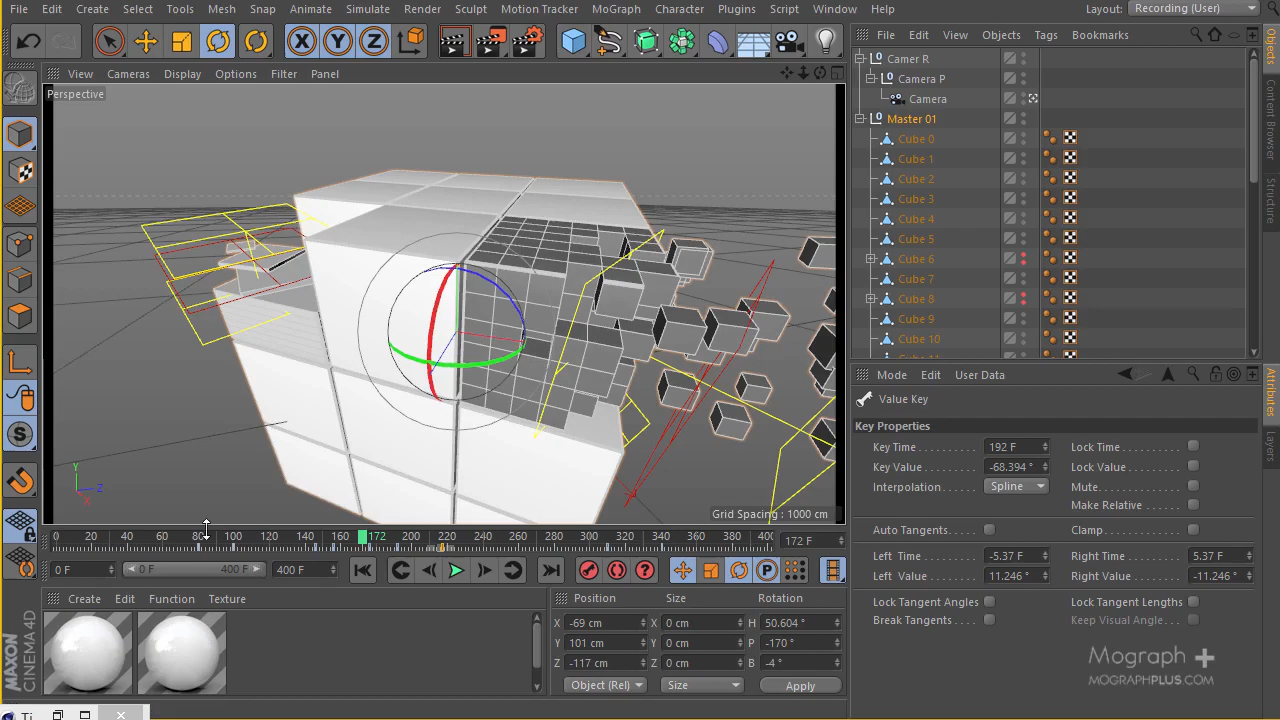 File Edit Create Select Tools Mesh Snap Animate Simulate Render Sculpt Motion Tracker MoGraph Character Plugins Script Window Help Layout: Recording (User)
X Y Z
File Edit View Objects Tags Bookmarks
View Cameras Display Options Filter Panel
Perspective
Camer R
Camera P
Camera
Master 01
Cube 0
Cube 1
Cube 2
Cube 3
Cube 4
Cube 5
Cube 6
Cube 7
Cube 8
Cube 9
Cube 10
Objects
Content Browser
Structure
Attributes
Layers
Mode Edit User Data
Value Key
Key Properties
Key Time 192 F Lock Time
Key Value -68.394 ° Lock Value
Interpolation Spline Mute
Make Relative
Auto Tangents Clamp
Left Time -5.37 F Right Time 5.37 F
Left Value 11.246 ° Right Value -11.246 °
Lock Tangent Angles Lock Tangent Lengths
Break Tangents Keep Visual Angle
Y
Z
X
Grid Spacing : 1000 cm
0 20 40 60 80 100 120 140 160 172 200 220 240 260 280 300 320 340 360 380 400 172 F
0 F 0 F 400 F 400 F
P
Create Edit Function Texture
Position Size Rotation
X -69 cm X 0 cm H 50.604 °
Y 101 cm Y 0 cm P -170 °
Z -117 cm Z 0 cm B -4 °
Object (Rel) Size Apply
MAXON
CINEMA 4D
Mograph +
MOGRAPHPLUS.COM
Ti